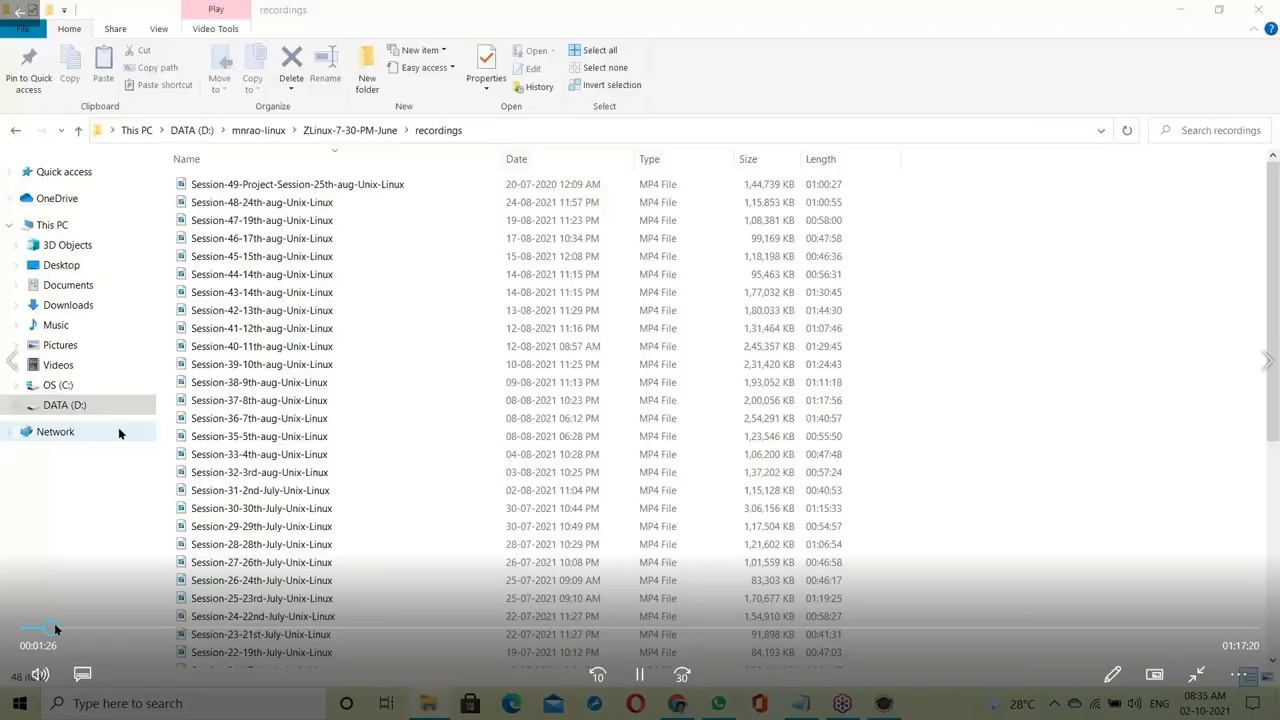 Play recordings
File Home Share View Video Tools
Pin to Quick access
Copy
Paste
Cut
Copy path
Paste shortcut
Clipboard
Move to
Copy to
Delete
Rename
Organize
New folder
New item
Easy access
New
Properties
Open
Edit
History
Open
Select all
Select none
Invert selection
Select
This PC DATA (D:) mnrao-linux ZLinux-7-30-PM-June recordings
Search recordings
Quick access
OneDrive
This PC
3D Objects
Desktop
Documents
Downloads
Music
Pictures
Videos
OS (C:)
DATA (D:)
Network
Name Date Type Size Length
Session-49-Project-Session-25th-aug-Unix-Linux 20-07-2020 12:09 AM MP4 File 1,44,739 KB 01:00:27
Session-48-24th-aug-Unix-Linux 24-08-2021 11:57 PM MP4 File 1,15,853 KB 01:00:55
Session-47-19th-aug-Unix-Linux 19-08-2021 11:23 PM MP4 File 1,08,381 KB 00:58:00
Session-46-17th-aug-Unix-Linux 17-08-2021 10:34 PM MP4 File 99,169 KB 00:47:58
Session-45-15th-aug-Unix-Linux 15-08-2021 12:08 PM MP4 File 1,18,198 KB 00:46:36
Session-44-14th-aug-Unix-Linux 14-08-2021 11:15 PM MP4 File 95,463 KB 00:56:31
Session-43-14th-aug-Unix-Linux 14-08-2021 11:15 PM MP4 File 1,77,032 KB 01:30:45
Session-42-13th-aug-Unix-Linux 13-08-2021 11:29 PM MP4 File 1,80,033 KB 01:44:30
Session-41-12th-aug-Unix-Linux 12-08-2021 11:16 PM MP4 File 1,31,464 KB 01:07:46
Session-40-11th-aug-Unix-Linux 12-08-2021 08:57 AM MP4 File 2,45,357 KB 01:29:45
Session-39-10th-aug-Unix-Linux 10-08-2021 11:25 PM MP4 File 2,31,420 KB 01:24:43
Session-38-9th-aug-Unix-Linux 09-08-2021 11:13 PM MP4 File 1,93,052 KB 01:11:18
Session-37-8th-aug-Unix-Linux 08-08-2021 10:23 PM MP4 File 2,00,056 KB 01:17:56
Session-36-7th-aug-Unix-Linux 08-08-2021 06:12 PM MP4 File 2,54,291 KB 01:40:57
Session-35-5th-aug-Unix-Linux 08-08-2021 06:28 PM MP4 File 1,23,546 KB 00:55:50
Session-33-4th-aug-Unix-Linux 04-08-2021 10:28 PM MP4 File 1,06,200 KB 00:47:48
Session-32-3rd-aug-Unix-Linux 03-08-2021 10:25 PM MP4 File 1,37,202 KB 00:57:24
Session-31-2nd-July-Unix-Linux 02-08-2021 11:04 PM MP4 File 1,15,128 KB 00:40:53
Session-30-30th-July-Unix-Linux 30-07-2021 10:44 PM MP4 File 3,06,156 KB 01:15:33
Session-29-29th-July-Unix-Linux 30-07-2021 10:49 PM MP4 File 1,17,504 KB 00:54:57
Session-28-28th-July-Unix-Linux 28-07-2021 10:29 PM MP4 File 1,21,602 KB 01:06:54
Session-27-26th-July-Unix-Linux 26-07-2021 10:08 PM MP4 File 1,01,559 KB 00:46:58
Session-26-24th-July-Unix-Linux 25-07-2021 09:09 AM MP4 File 83,303 KB 00:46:17
Session-25-23rd-July-Unix-Linux 25-07-2021 09:10 AM MP4 File 1,70,677 KB 01:19:25
Session-24-22nd-July-Unix-Linux 22-07-2021 11:27 PM MP4 File 1,54,910 KB 00:58:27
Session-23-21st-July-Unix-Linux 22-07-2021 11:27 PM MP4 File 91,898 KB 00:41:31
Session-22-19th-July-Unix-Linux 19-07-2021 10:12 PM MP4 File 84,193 KB 00:47:03
00:01:26 01:17:20
48
10 30
Type here to search
28°C ENG 08:35 AM
02-10-2021